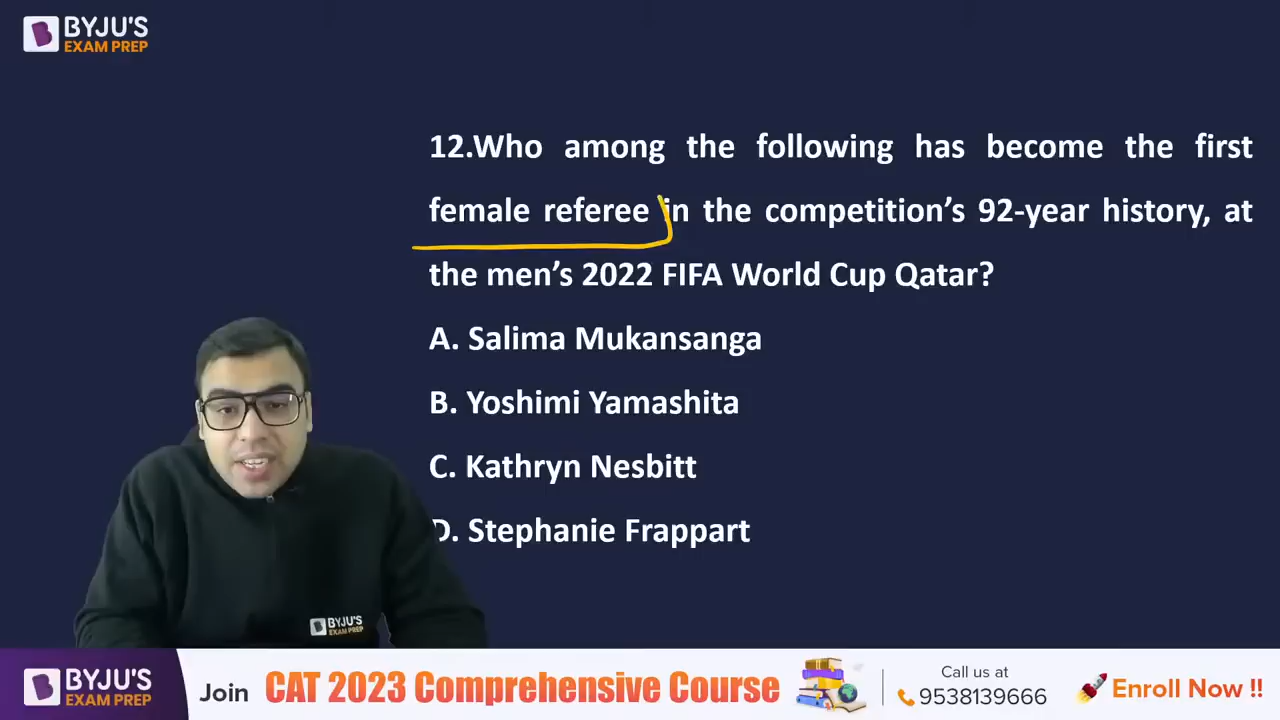 BYJU'S
EXAM PREP
12.Who among the following has become the first
female referee in the competition's 92-year history, at
the men's 2022 FIFA World Cup Qatar?
A. Salima Mukansanga
B. Yoshimi Yamashita
C. Kathryn Nesbitt
D. Stephanie Frappart
BYJU'S
EXAM PREP
BYJU'S
EXAM PREP
Join CAT 2023 Comprehensive Course
Call us at
9538139666
Enroll Now !!